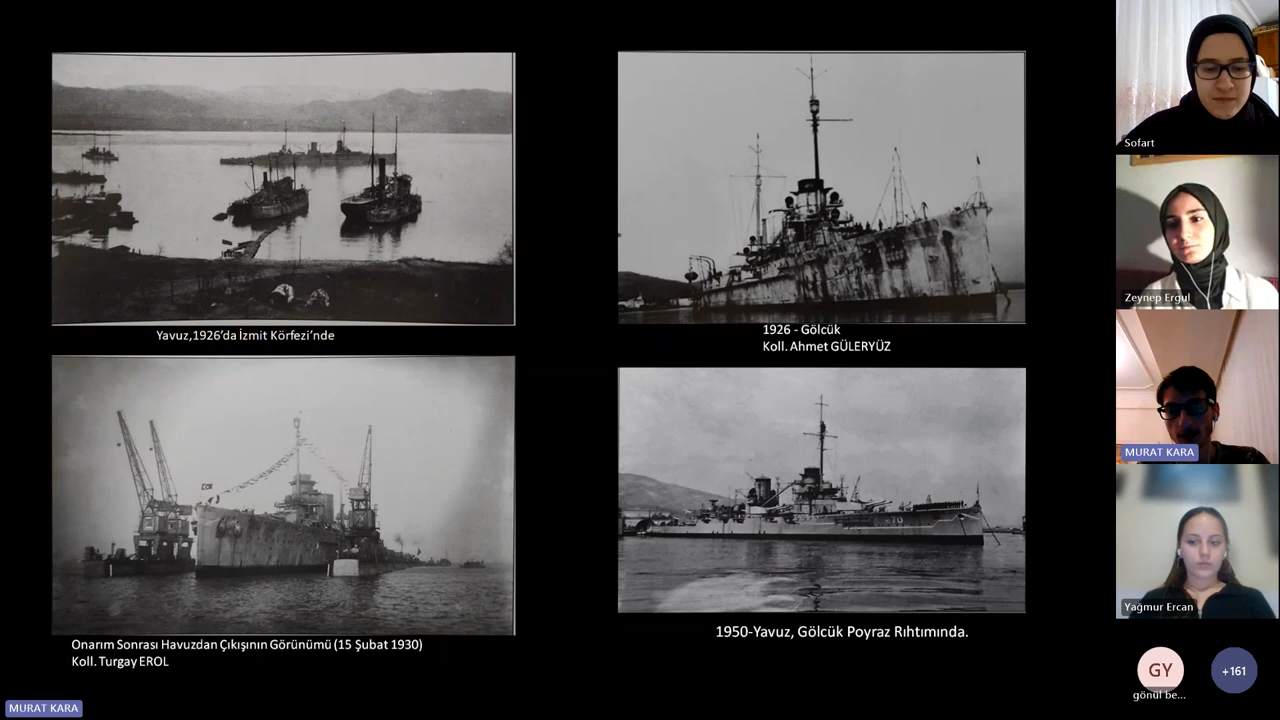 Yavuz,1926'da İzmit Körfezi'nde
1926 - Gölcük
Koll. Ahmet GÜLERYÜZ
Onarım Sonrası Havuzdan Çıkışının Görünümü (15 Şubat 1930)
Koll. Turgay EROL
1950-Yavuz, Gölcük Poyraz Rıhtımında.
Sofart
Zeynep Ergul
MURAT KARA
Yağmur Ercan
GY
+161
gönül be...
MURAT KARA